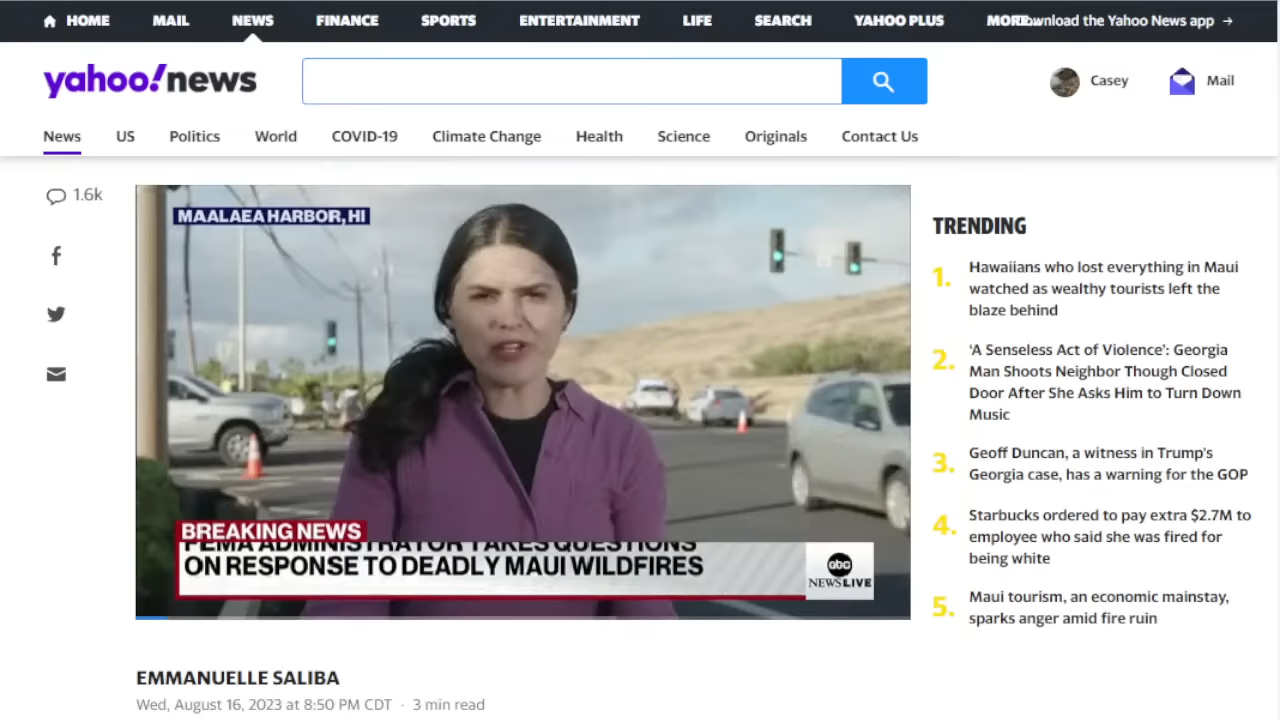 HOME MAIL NEWS FINANCE SPORTS ENTERTAINMENT LIFE SEARCH YAHOO PLUS MORE... Download the Yahoo News app →
yahoo!news
Casey
Mail
News US Politics World COVID-19 Climate Change Health Science Originals Contact Us
1.6k
MAALAEA HARBOR, HI
BREAKING NEWS
FEMA ADMINISTRATOR TAKES QUESTIONS
ON RESPONSE TO DEADLY MAUI WILDFIRES
abc
NEWS LIVE
TRENDING
1. Hawaiians who lost everything in Maui
watched as wealthy tourists left the
blaze behind
2. ‘A Senseless Act of Violence’: Georgia
Man Shoots Neighbor Though Closed
Door After She Asks Him to Turn Down
Music
3. Geoff Duncan, a witness in Trump's
Georgia case, has a warning for the GOP
4. Starbucks ordered to pay extra $2.7M to
employee who said she was fired for
being white
5. Maui tourism, an economic mainstay,
sparks anger amid fire ruin
EMMANUELLE SALIBA
Wed, August 16, 2023 at 8:50 PM CDT · 3 min read